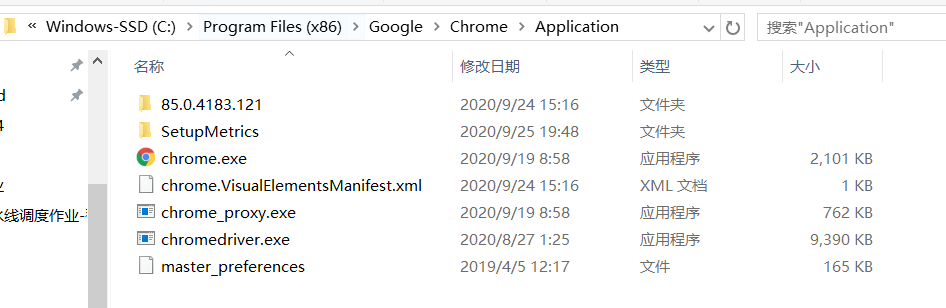 « Windows-SSD (C:) › Program Files (x86) › Google › Chrome › Application 搜索"Application"
名称 修改日期 类型 大小
85.0.4183.121 2020/9/24 15:16 文件夹
SetupMetrics 2020/9/25 19:48 文件夹
chrome.exe 2020/9/19 8:58 应用程序 2,101 KB
chrome.VisualElementsManifest.xml 2020/9/24 15:16 XML 文档 1 KB
chrome_proxy.exe 2020/9/19 8:58 应用程序 762 KB
chromedriver.exe 2020/8/27 1:25 应用程序 9,390 KB
master_preferences 2019/4/5 12:17 文件 165 KB
d
4
线调度作业-